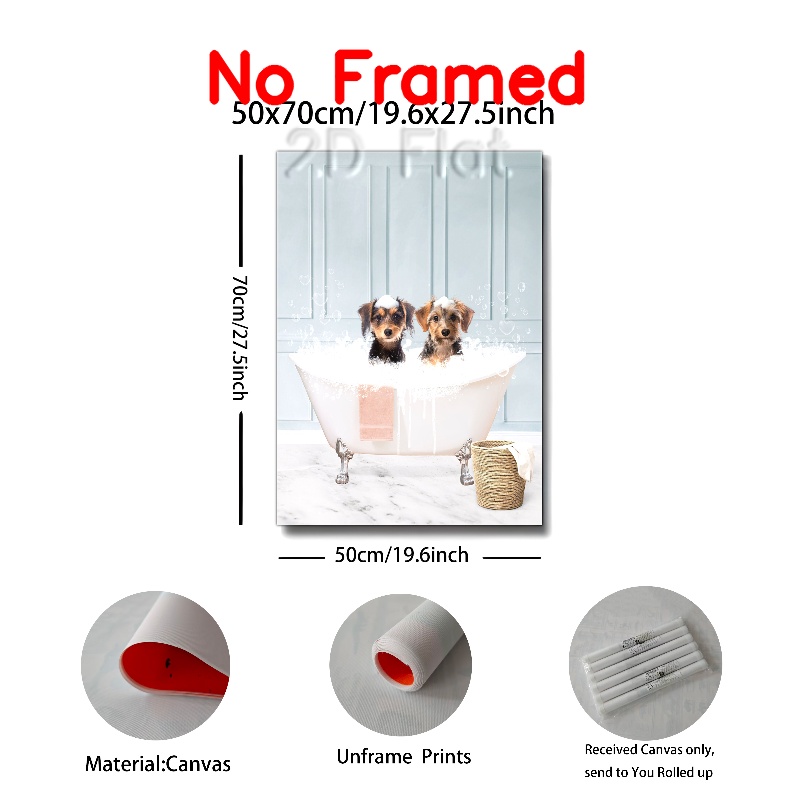 No Framed
50x70cm/19.6x27.5inch
2D Flat
70cm/27.5inch
50cm/19.6inch
Material:Canvas
Unframe Prints
Received Canvas only,
send to You Rolled up